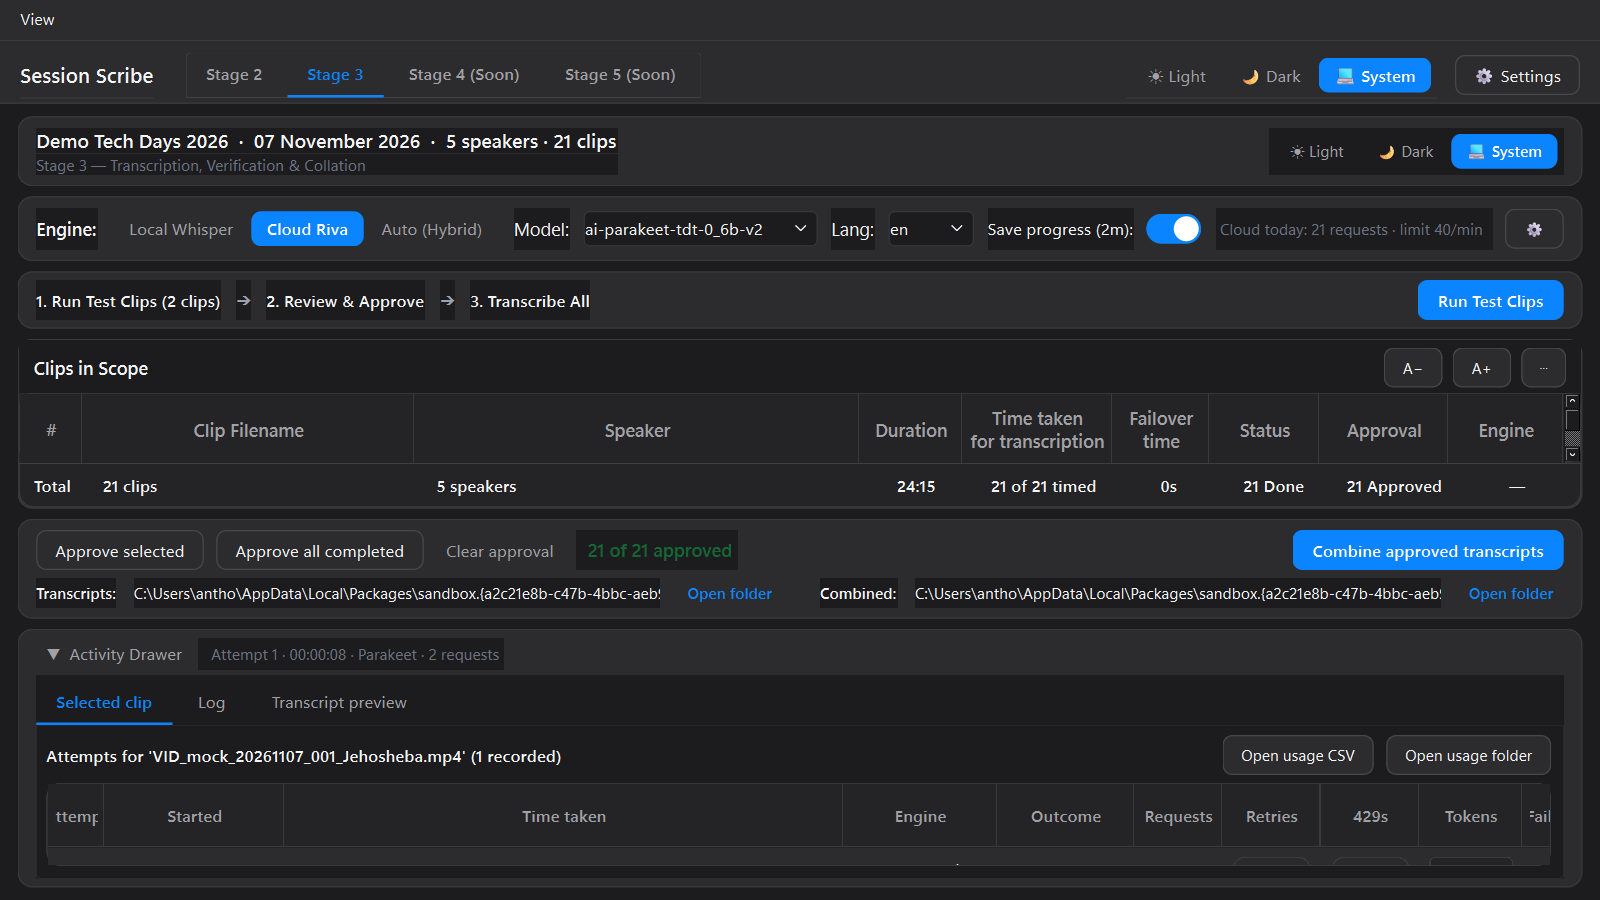 View
Session Scribe
Stage 2
Stage 3
Stage 4 (Soon)
Stage 5 (Soon)
Light
Dark
System
Settings
Demo Tech Days 2026 · 07 November 2026 · 5 speakers · 21 clips
Stage 3 — Transcription, Verification & Collation
Light
Dark
System
Engine:
Local Whisper
Cloud Riva
Auto (Hybrid)
Model:
ai-parakeet-tdt-0_6b-v2
Lang:
en
Save progress (2m):
Cloud today: 21 requests · limit 40/min
1. Run Test Clips (2 clips) → 2. Review & Approve → 3. Transcribe All
Run Test Clips
Clips in Scope
A−
A+
...
#
Clip Filename
Speaker
Duration
Time taken
for transcription
Failover
time
Status
Approval
Engine
Total
21 clips
5 speakers
24:15
21 of 21 timed
0s
21 Done
21 Approved
—
Approve selected
Approve all completed
Clear approval
21 of 21 approved
Combine approved transcripts
Transcripts:
C:\Users\antho\AppData\Local\Packages\sandbox.{a2c21e8b-c47b-4bbc-aeb9
Open folder
Combined:
C:\Users\antho\AppData\Local\Packages\sandbox.{a2c21e8b-c47b-4bbc-aeb9
Open folder
▼ Activity Drawer
Attempt 1 · 00:00:08 · Parakeet · 2 requests
Selected clip
Log
Transcript preview
Attempts for 'VID_mock_20261107_001_Jehosheba.mp4' (1 recorded)
Open usage CSV
Open usage folder
ttemp
Started
Time taken
Engine
Outcome
Requests
Retries
429s
Tokens
Fail